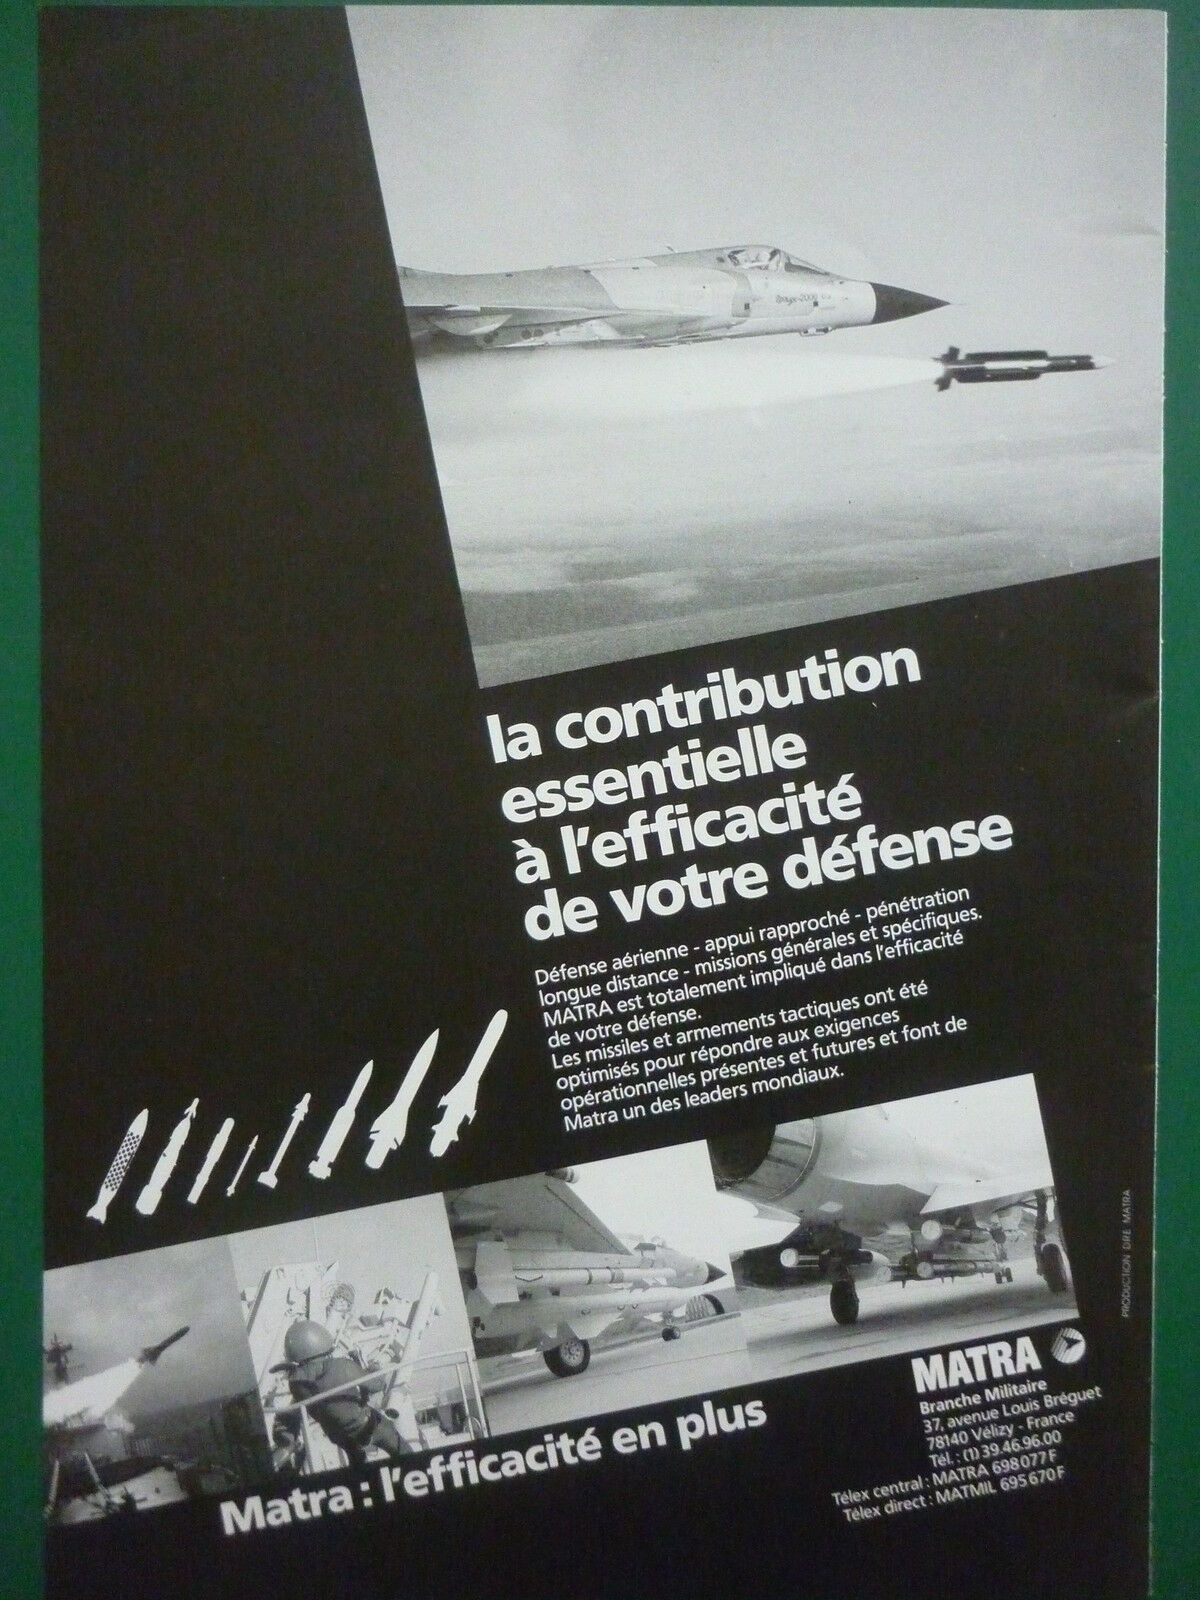 Mirage-2000
la contribution
essentielle
à l'efficacité
de votre défense
Défense aérienne - appui rapproché - pénétration
longue distance - missions générales et spécifiques.
MATRA est totalement impliqué dans l'efficacité
de votre défense.
Les missiles et armements tactiques ont été
optimisés pour répondre aux exigences
opérationnelles présentes et futures et font de
Matra un des leaders mondiaux.
Matra : l'efficacité en plus
MATRA
Branche Militaire
37, avenue Louis Bréguet
78140 Vélizy - France
Tél. : (1) 39.46.96.00
Télex central : MATRA 698077F
Télex direct : MATMIL 695670F
PRODUCTION DRE MATRA